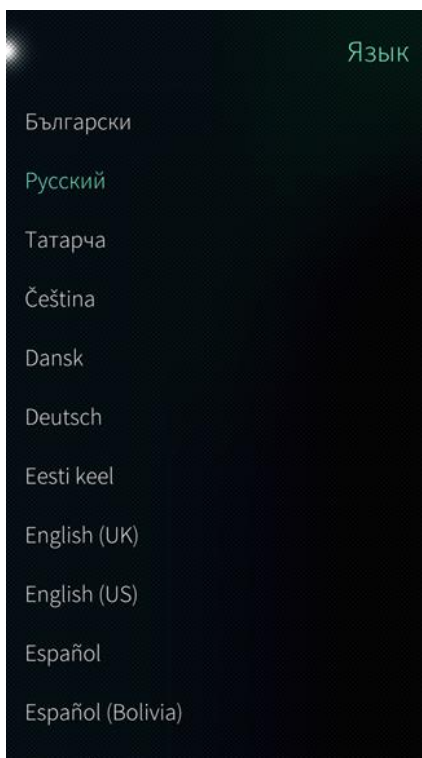 Язык
Български
Русский
Татарча
Čeština
Dansk
Deutsch
Eesti keel
English (UK)
English (US)
Español
Español (Bolivia)